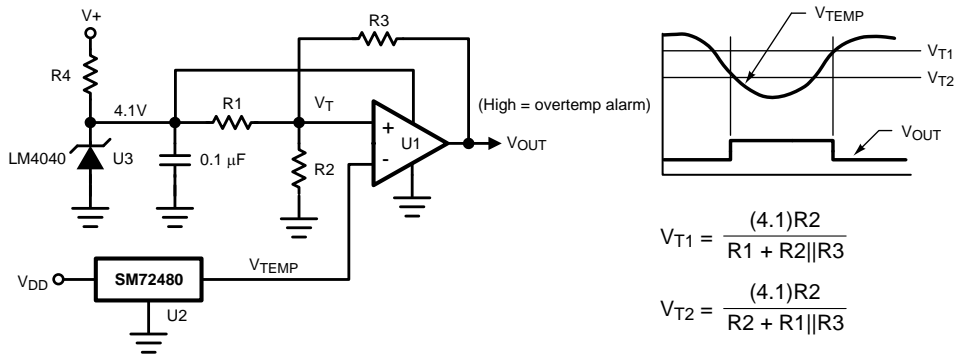 V+
R3
R4
4.1V
R1
VT
U1
+
-
(High = overtemp alarm)
VOUT
LM4040
U3
0.1 µF
R2
VDD
SM72480
VTEMP
U2
VTEMP
VT1
VT2
VOUT
VT1 = (4.1)R2
R1 + R2||R3
VT2 = (4.1)R2
R2 + R1||R3